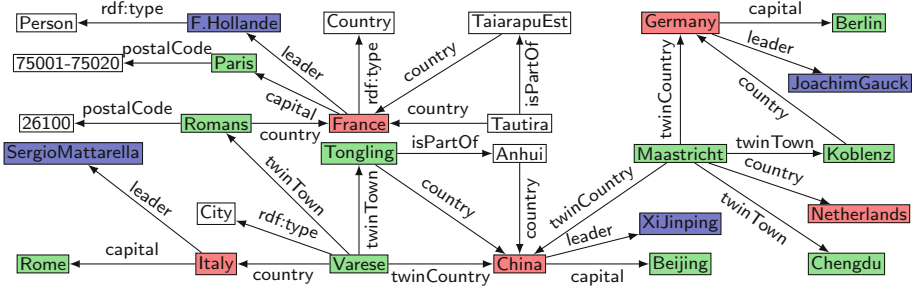 Person
rdf:type
F.Hollande
Country
TaiarapuEst
Germany
capital
Berlin
75001-75020
postalCode
Paris
leader
rdf:type
country
isPartOf
twinCountry
leader
JoachimGauck
capital
country
26100
postalCode
Romans
country
France
country
Tautira
SergioMattarella
twinTown
Tongling
isPartOf
Anhui
Maastricht
twinTown
Koblenz
leader
City
rdf:type
twinTown
country
country
twinCountry
country
Netherlands
twinTown
XiJinping
leader
Rome
capital
Italy
country
Varese
twinCountry
China
capital
Beijing
Chengdu